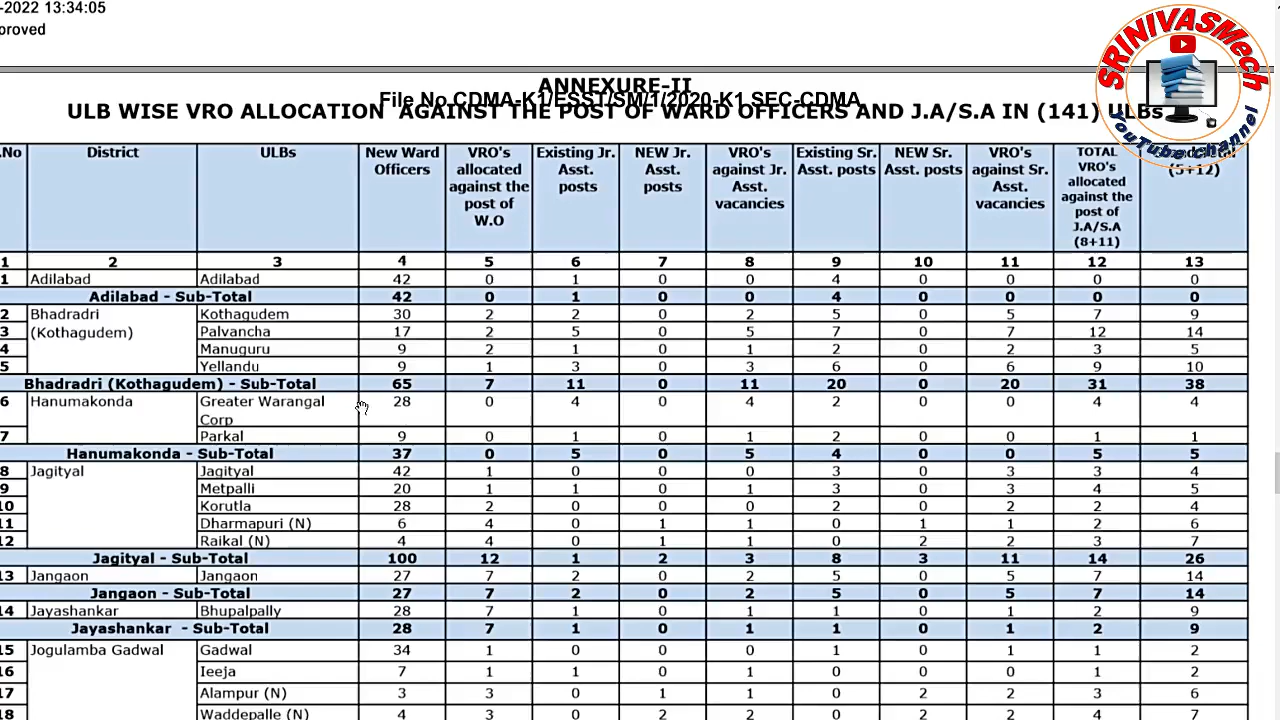 -2022 13:34:05
proved
SRINIVASMech
YouTube channel
ANNEXURE-II
File No.CDMA-K1/ESST/SM/1/2020-K1 SEC-CDMA
ULB WISE VRO ALLOCATION AGAINST THE POST OF WARD OFFICERS AND J.A/S.A IN (141) ULBs
.No District ULBs New Ward Officers VRO's allocated against the post of W.O Existing Jr. Asst. posts NEW Jr. Asst. posts VRO's against Jr. Asst. vacancies Existing Sr. Asst. posts NEW Sr. Asst. posts VRO's against Sr. Asst. vacancies TOTAL VRO's allocated against the post of J.A/S.A (8+11) (5+12)
1 2 3 4 5 6 7 8 9 10 11 12 13
1 Adilabad Adilabad 42 0 1 0 0 4 0 0 0 0
Adilabad - Sub-Total 42 0 1 0 0 4 0 0 0 0
2 Bhadradri (Kothagudem) Kothagudem 30 2 2 0 2 5 0 5 7 9
3 Palvancha 17 2 5 0 5 7 0 7 12 14
4 Manuguru 9 2 1 0 1 2 0 2 3 5
5 Yellandu 9 1 3 0 3 6 0 6 9 10
Bhadradri (Kothagudem) - Sub-Total 65 7 11 0 11 20 0 20 31 38
6 Hanumakonda Greater Warangal Corp 28 0 4 0 4 2 0 0 4 4
7 Parkal 9 0 1 0 1 2 0 0 1 1
Hanumakonda - Sub-Total 37 0 5 0 5 4 0 0 5 5
8 Jagityal Jagityal 42 1 0 0 0 3 0 3 3 4
9 Metpalli 20 1 1 0 1 3 0 3 4 5
10 Korutla 28 2 0 0 0 2 0 2 2 4
11 Dharmapuri (N) 6 4 0 1 1 0 1 1 2 6
12 Raikal (N) 4 4 0 1 1 0 2 2 3 7
Jagityal - Sub-Total 100 12 1 2 3 8 3 11 14 26
13 Jangaon Jangaon 27 7 2 0 2 5 0 5 7 14
Jangaon - Sub-Total 27 7 2 0 2 5 0 5 7 14
14 Jayashankar Bhupalpally 28 7 1 0 1 1 0 1 2 9
Jayashankar - Sub-Total 28 7 1 0 1 1 0 1 2 9
15 Jogulamba Gadwal Gadwal 34 1 0 0 0 1 0 1 1 2
16 Ieeja 7 1 1 0 1 0 0 0 1 2
17 Alampur (N) 3 3 0 1 1 0 2 2 3 6
18 Waddepalle (N) 4 3 0 2 2 0 2 2 4 7